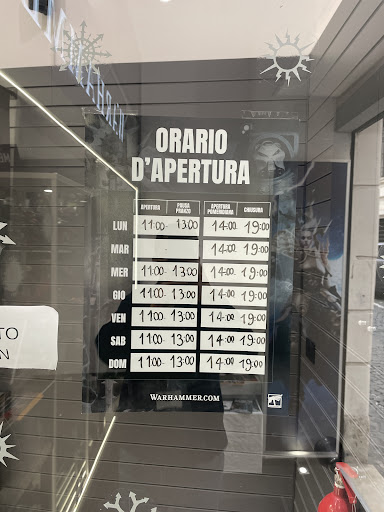 WARHAMMER
ORARIO
D'APERTURA
APERTURA PAUSA PRANZO APERTURA POMERIDIANA CHIUSURA
LUN 11:00- 13:00 14:00 19:00
MAR 14:00 19:00
MER 11:00- 13:00 14:00 19:00
GIO 11:00- 13:00 14:00 19:00
VEN 11:00- 13:00 14:00 19:00
SAB 11:00- 13:00 14:00 19:00
DOM 11:00- 13:00 14:00 19:00
WARHAMMER.COM
TO
N